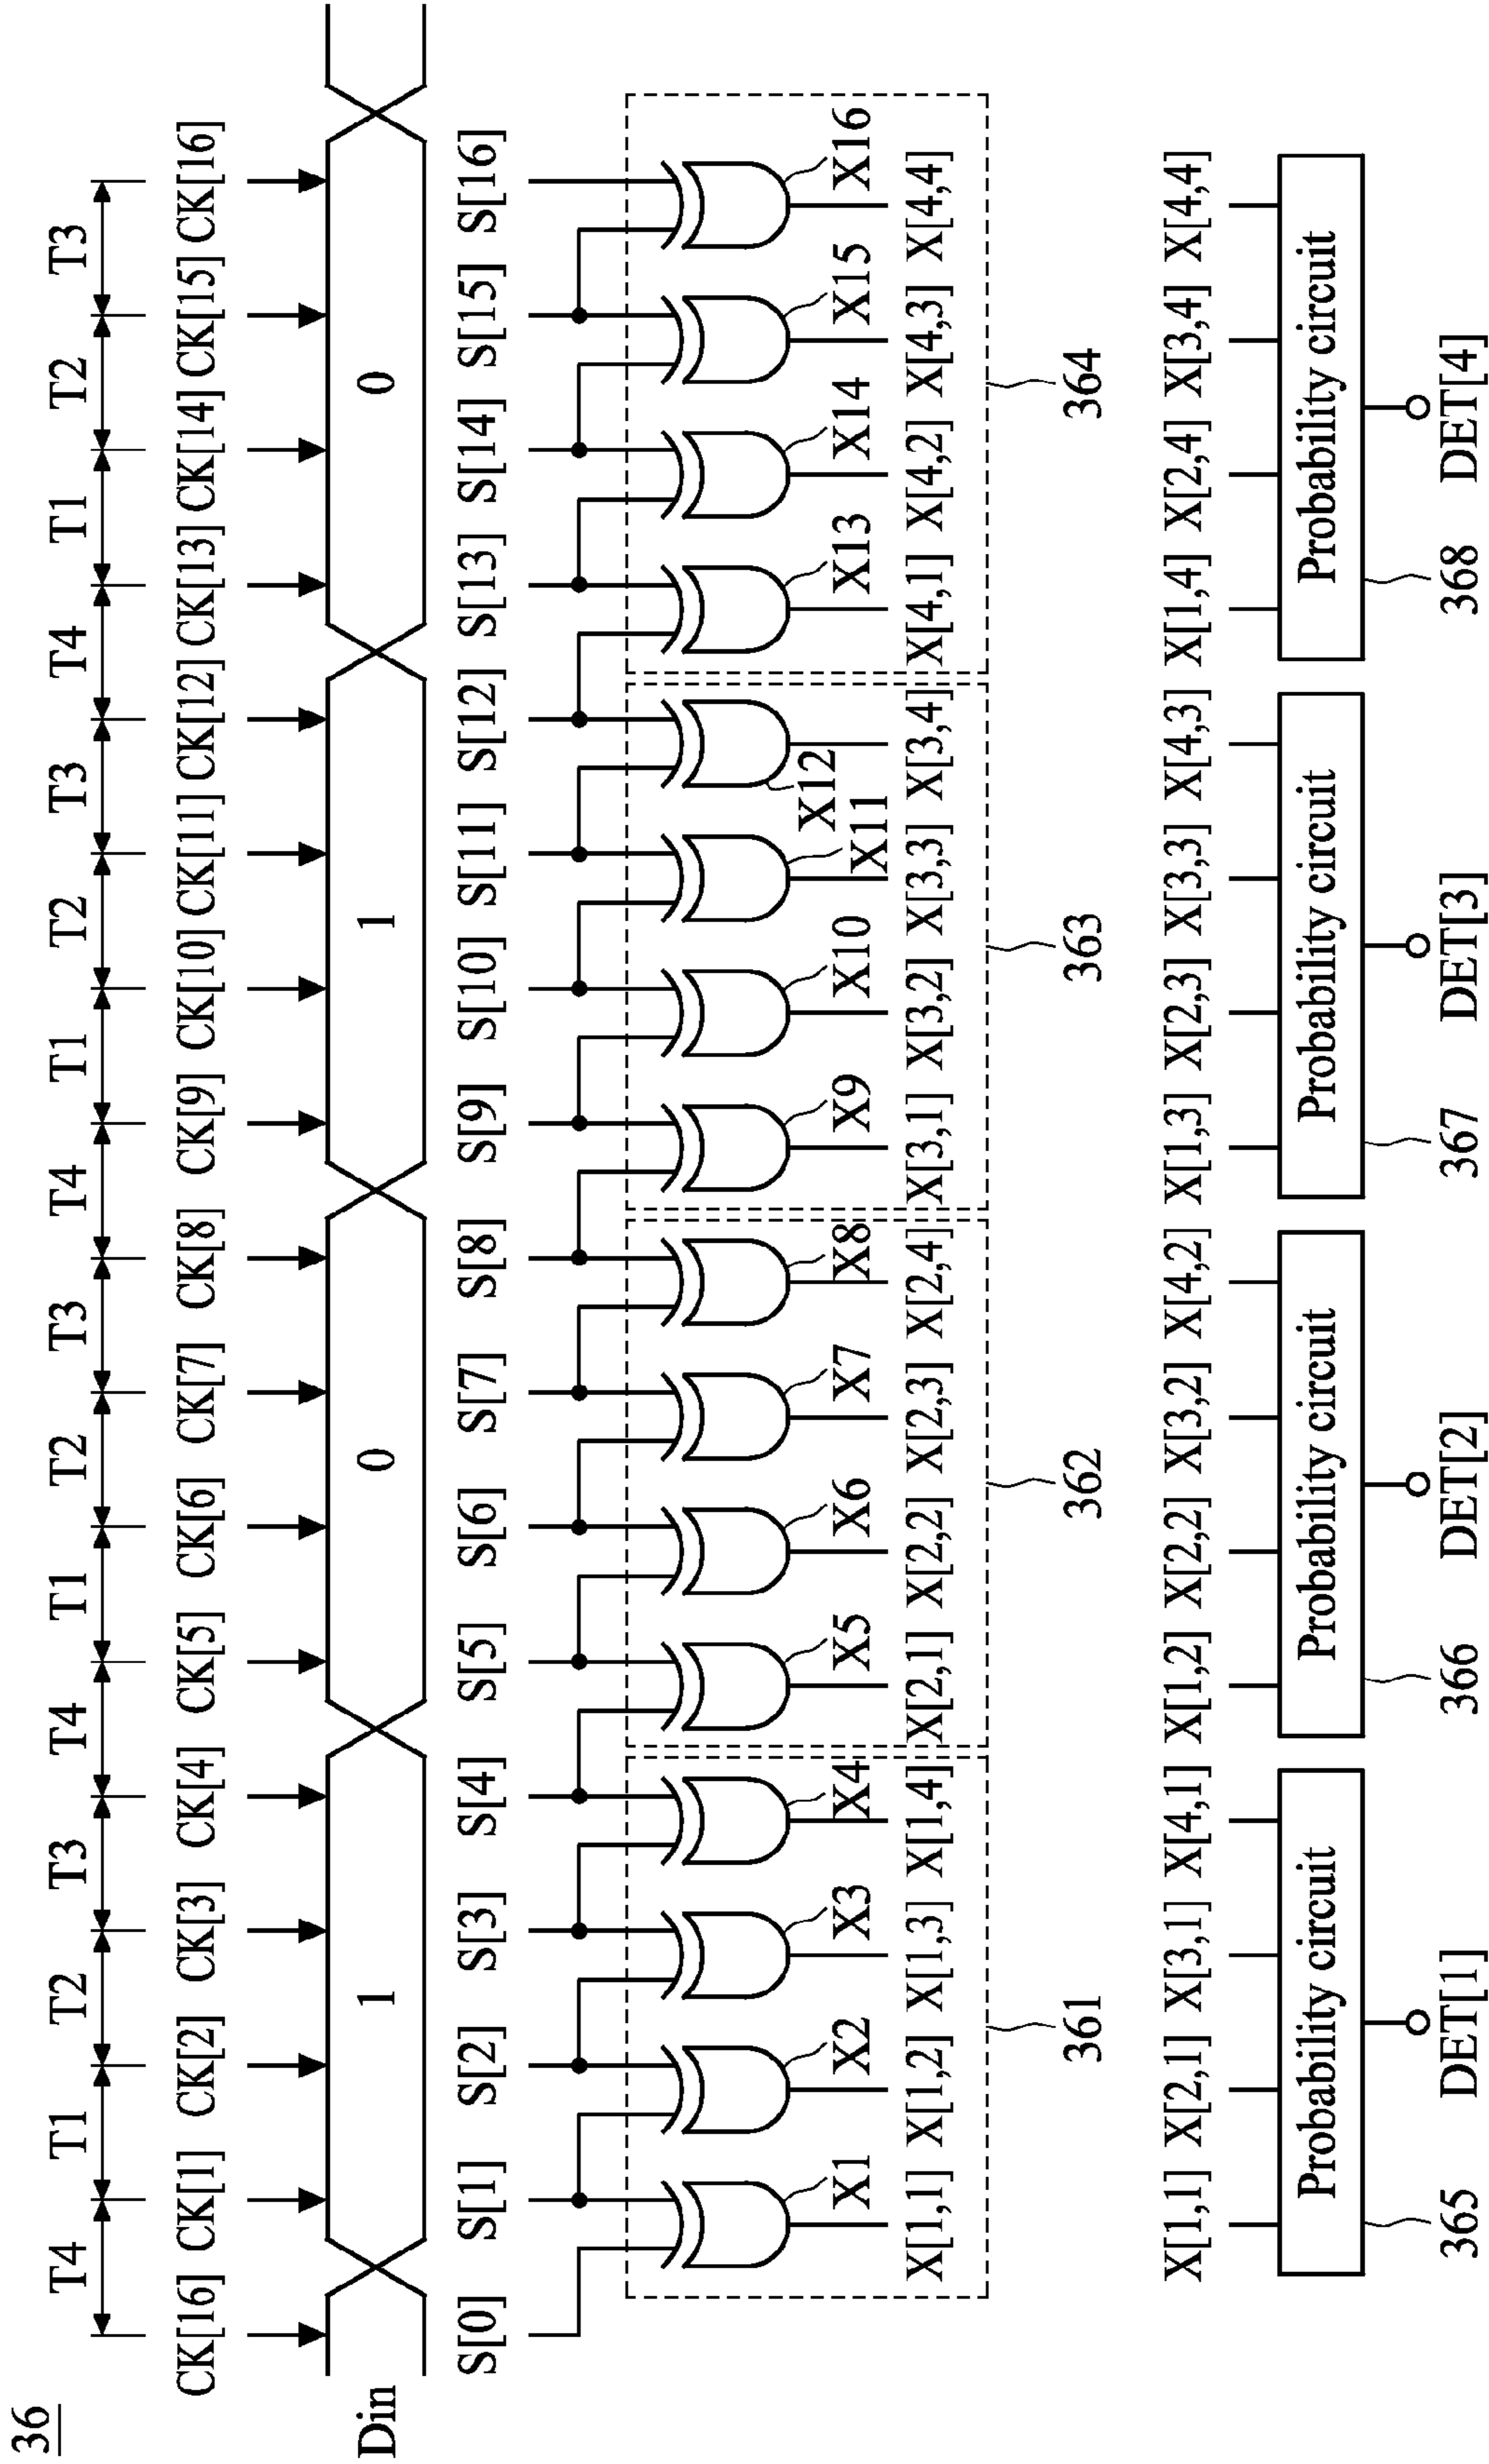 36
T4 T1 T2 T3 T4 T1 T2 T3 T4 T1 T2 T3 T4 T1 T2 T3
CK[16] CK[1] CK[2] CK[3] CK[4] CK[5] CK[6] CK[7] CK[8] CK[9] CK[10] CK[11] CK[12] CK[13] CK[14] CK[15] CK[16]
Din 1 0 1 0
S[0] S[1] S[2] S[3] S[4] S[5] S[6] S[7] S[8] S[9] S[10] S[11] S[12] S[13] S[14] S[15] S[16]
X1 X2 X3 X4 X5 X6 X7 X8 X9 X10 X11 X12 X13 X14 X15 X16
X[1,1] X[1,2] X[1,3] X[1,4] X[2,1] X[2,2] X[2,3] X[2,4] X[3,1] X[3,2] X[3,3] X[3,4] X[4,1] X[4,2] X[4,3] X[4,4]
361 362 363 364
X[1,1] X[2,1] X[3,1] X[4,1] X[1,2] X[2,2] X[3,2] X[4,2] X[1,3] X[2,3] X[3,3] X[4,3] X[1,4] X[2,4] X[3,4] X[4,4]
Probability circuit Probability circuit Probability circuit Probability circuit
365 DET[1] 366 DET[2] 367 DET[3] 368 DET[4]